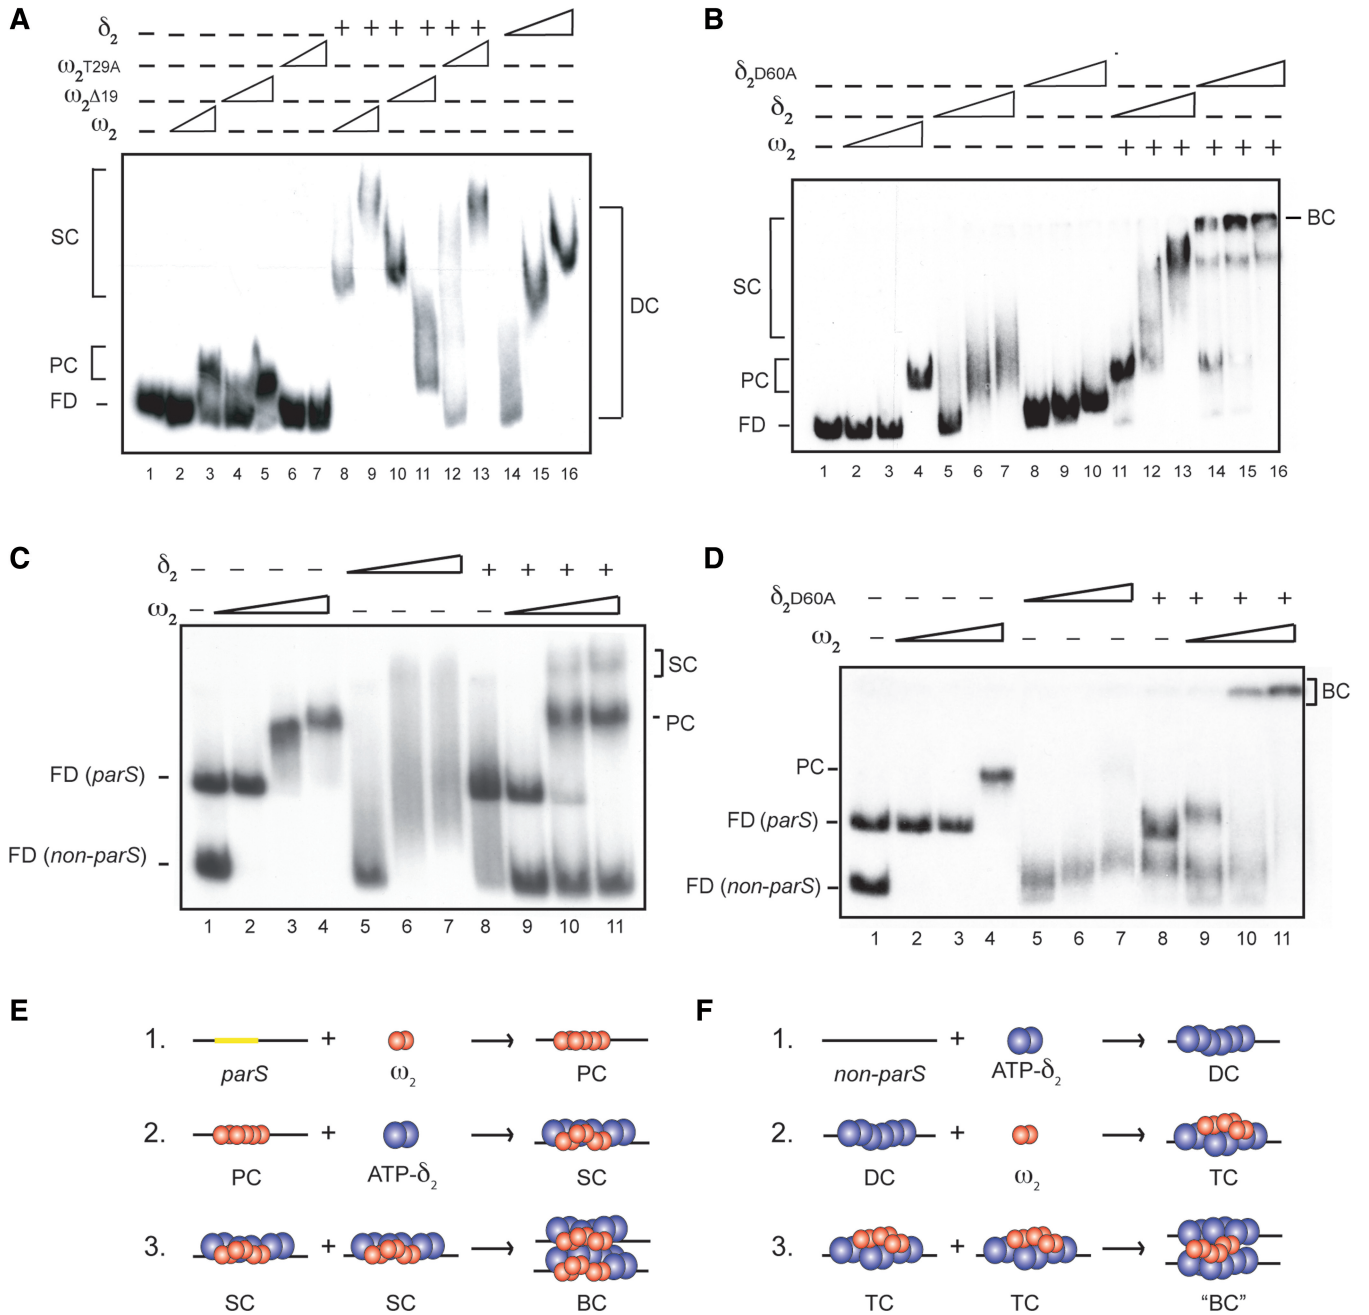 A
δ2 – – – – – – – + + + + + +
ω2T29A – – – – – – – – – – – –
ω2Δ19 – – – – – – – – – – – –
ω2 – – – – – – – – – – – –
SC
PC
FD
DC
1 2 3 4 5 6 7 8 9 10 11 12 13 14 15 16
B
δ2D60A – – – – – – – – – –
δ2 – – – – – – – – – –
ω2 – – – – – – – + + + + + +
SC
PC
FD
BC
1 2 3 4 5 6 7 8 9 10 11 12 13 14 15 16
C
δ2 – – – – + + + +
ω2 – – – – –
SC
PC
FD (parS)
FD (non-parS)
1 2 3 4 5 6 7 8 9 10 11
D
δ2D60A – – – – + + + +
ω2 – – – – –
BC
PC
FD (parS)
FD (non-parS)
1 2 3 4 5 6 7 8 9 10 11
E
1. + →
parS ω2 PC
2. + →
PC ATP-δ2 SC
3. + →
SC SC BC
F
1. + →
non-parS ATP-δ2 DC
2. + →
DC ω2 TC
3. + →
TC TC "BC"